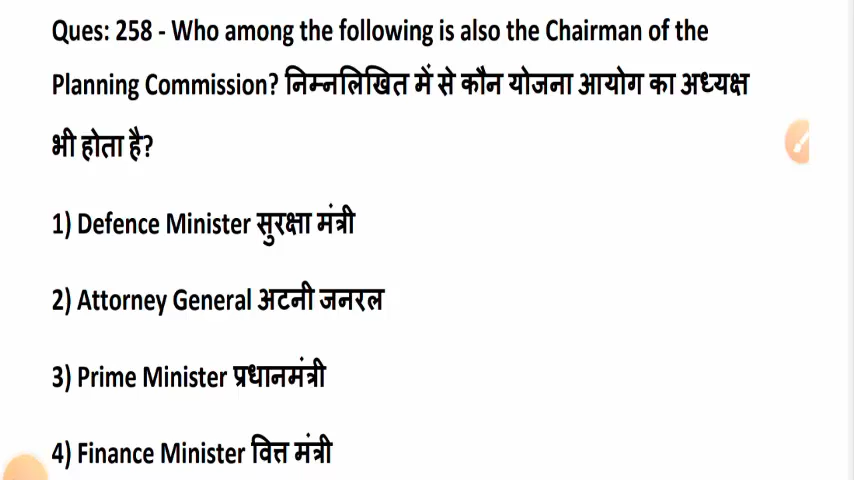 Ques: 258 - Who among the following is also the Chairman of the
Planning Commission? निम्नलिखित में से कौन योजना आयोग का अध्यक्ष
भी होता है?
1) Defence Minister सुरक्षा मंत्री
2) Attorney General अटनी जनरल
3) Prime Minister प्रधानमंत्री
4) Finance Minister वित्त मंत्री